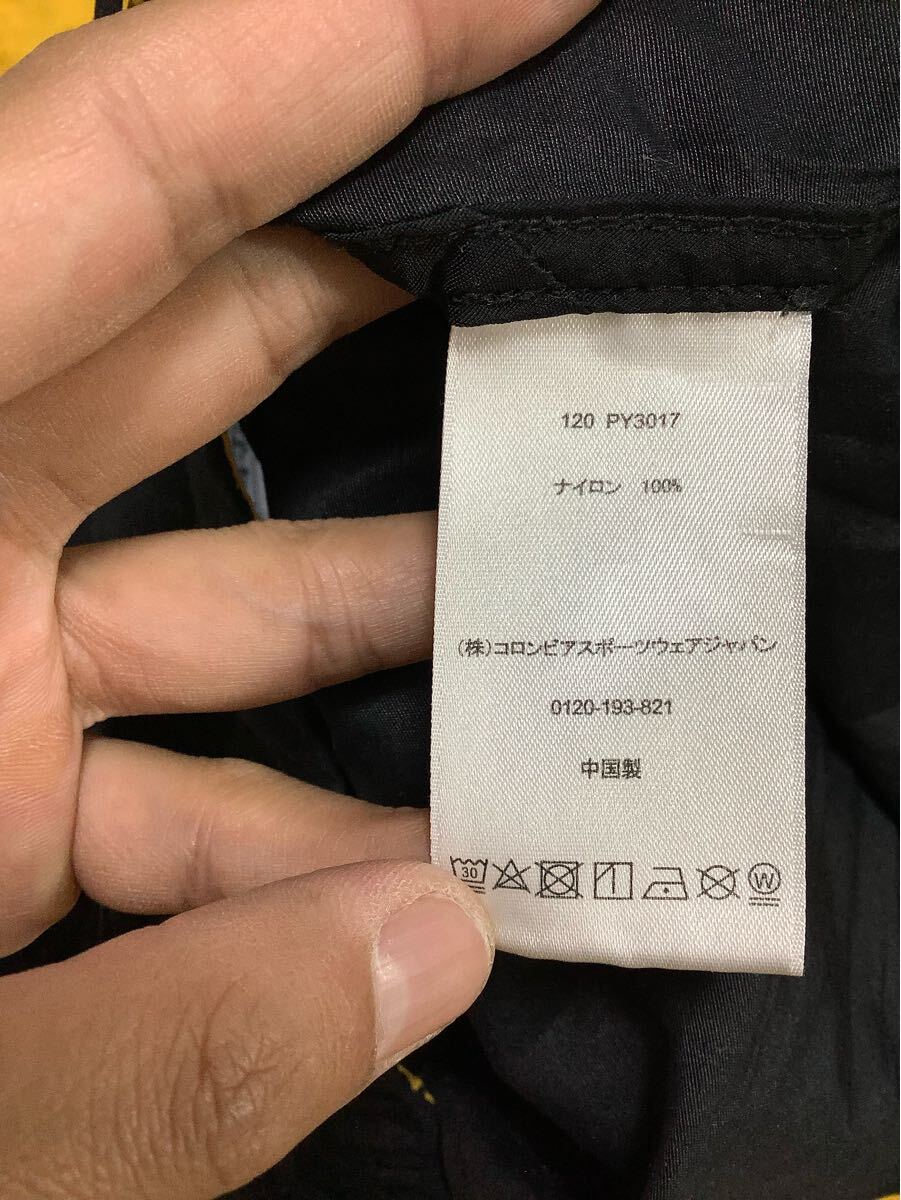 120 PY3017
ナイロン 100%
(株)コロンビアスポーツウェアジャパン
0120-193-821
中国製
30
W